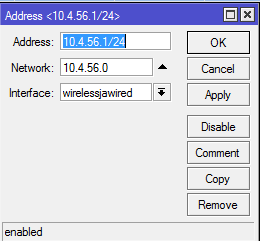 Address <10.4.56.1/24>
Address: 10.4.56.1/24
OK
Network: 10.4.56.0
Cancel
Interface: wirelessjawired
Apply
Disable
Comment
Copy
Remove
enabled